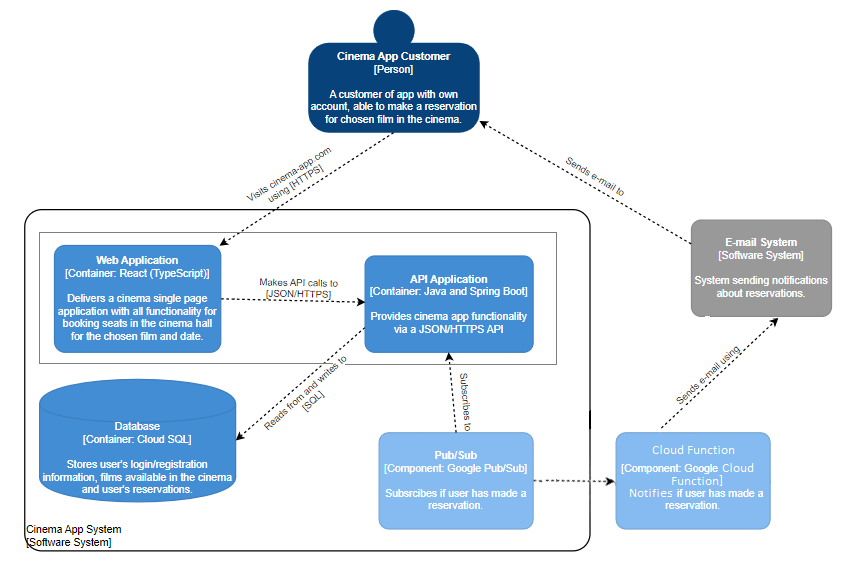 Cinema App Customer
[Person]
A customer of app with own
account, able to make a reservation
for chosen film in the cinema.
Visits cinema-app.com
using [HTTPS]
Sends e-mail to
Web Application
[Container: React (TypeScript)]
Delivers a cinema single page
application with all functionality for
booking seats in the cinema hall
for the chosen film and date.
Makes API calls to
[JSON/HTTPS]
API Application
[Container: Java and Spring Boot]
Provides cinema app functionality
via a JSON/HTTPS API
E-mail System
[Software System]
System sending notifications
about reservations.
Reads from and writes to
[SQL]
Subscribes to
Sends e-mail using
Database
[Container: Cloud SQL]
Stores user's login/registration
information, films available in the cinema
and user's reservations.
Pub/Sub
[Component: Google Pub/Sub]
Subsrcibes if user has made a
reservation.
Cloud Function
[Component: Google Cloud
Function]
Notifies if user has made a
reservation.
Cinema App System
[Software System]